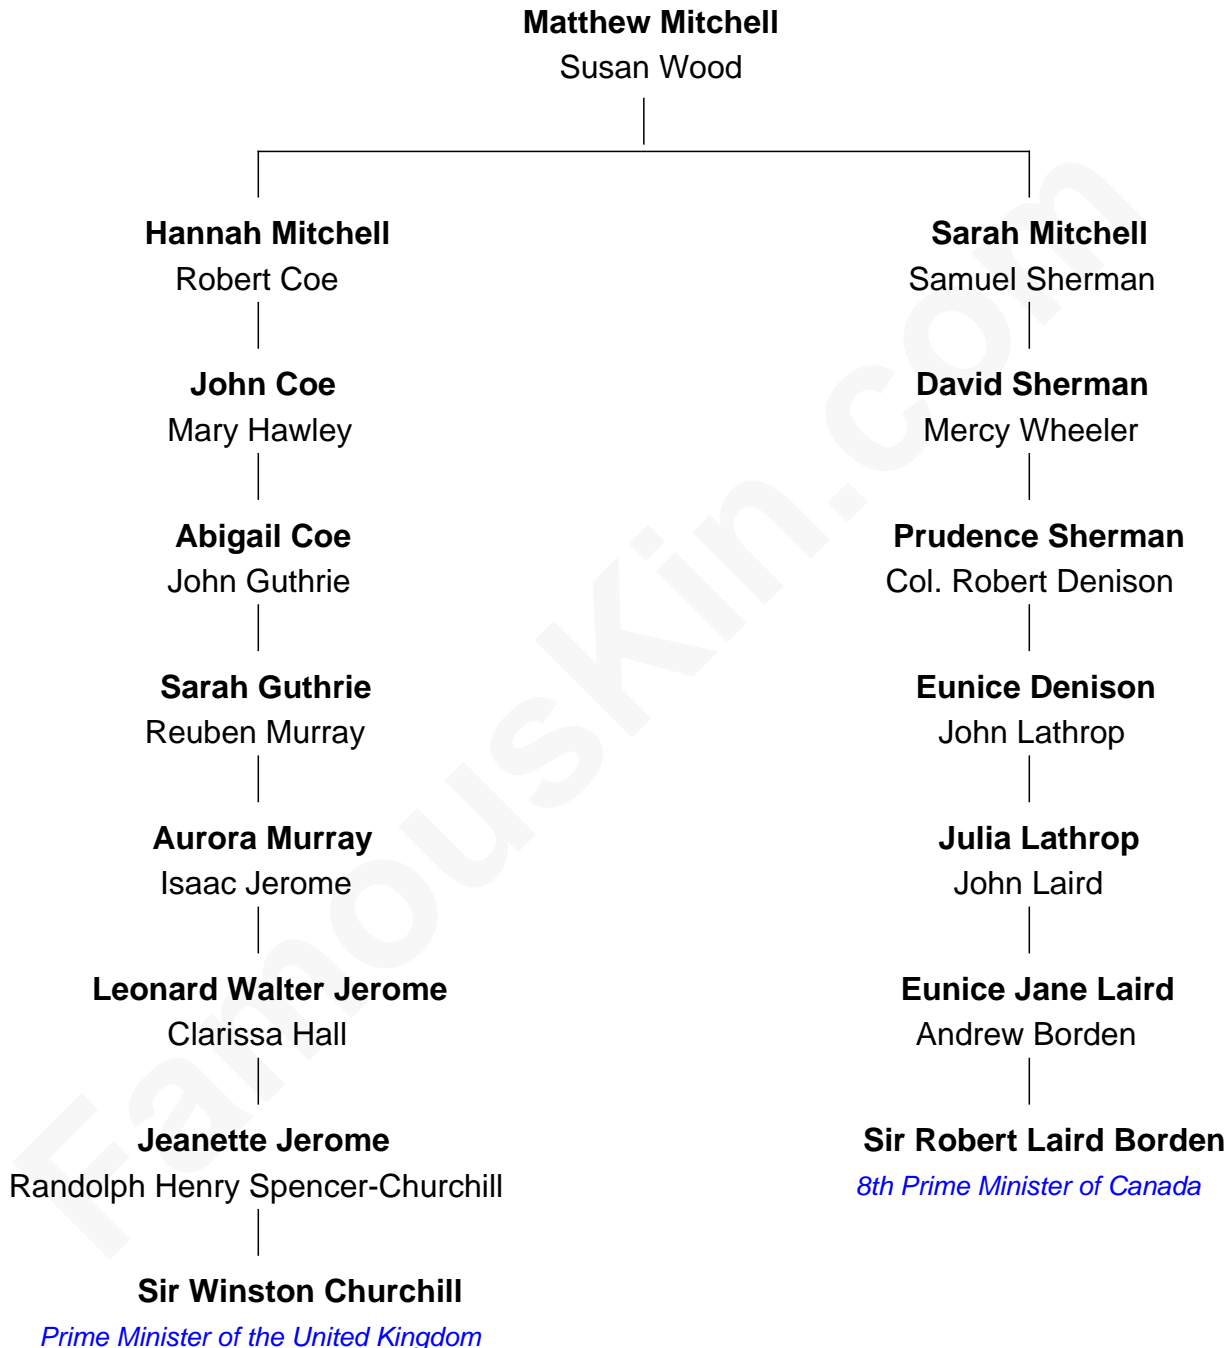 Matthew Mitchell
Susan Wood
Hannah Mitchell
Robert Coe
John Coe
Mary Hawley
Abigail Coe
John Guthrie
Sarah Guthrie
Reuben Murray
Aurora Murray
Isaac Jerome
Leonard Walter Jerome
Clarissa Hall
Jeanette Jerome
Randolph Henry Spencer-Churchill
Sir Winston Churchill
Prime Minister of the United Kingdom
Sarah Mitchell
Samuel Sherman
David Sherman
Mercy Wheeler
Prudence Sherman
Col. Robert Denison
Eunice Denison
John Lathrop
Julia Lathrop
John Laird
Eunice Jane Laird
Andrew Borden
Sir Robert Laird Borden
8th Prime Minister of Canada
FamousKin.com